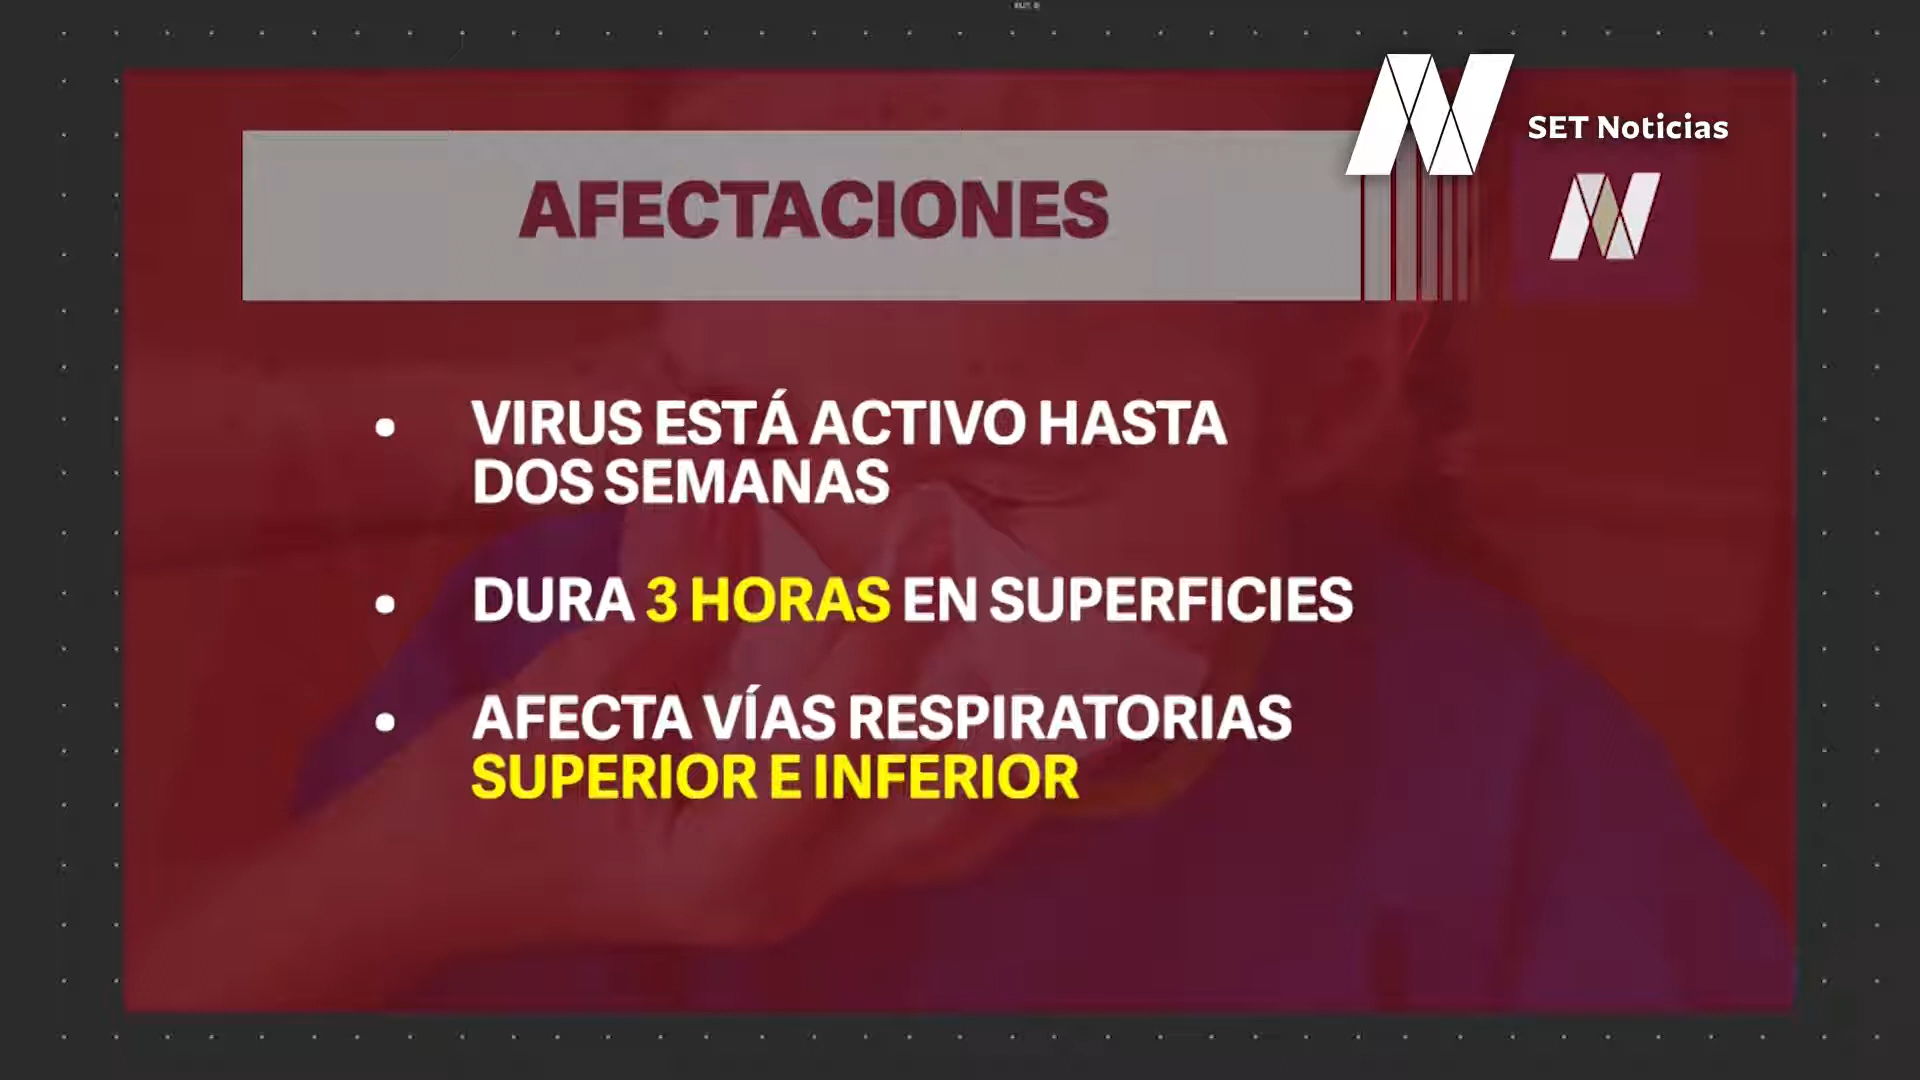 SET Noticias
AFECTACIONES
• VIRUS ESTÁ ACTIVO HASTA
DOS SEMANAS
• DURA 3 HORAS EN SUPERFICIES
• AFECTA VÍAS RESPIRATORIAS
SUPERIOR E INFERIOR